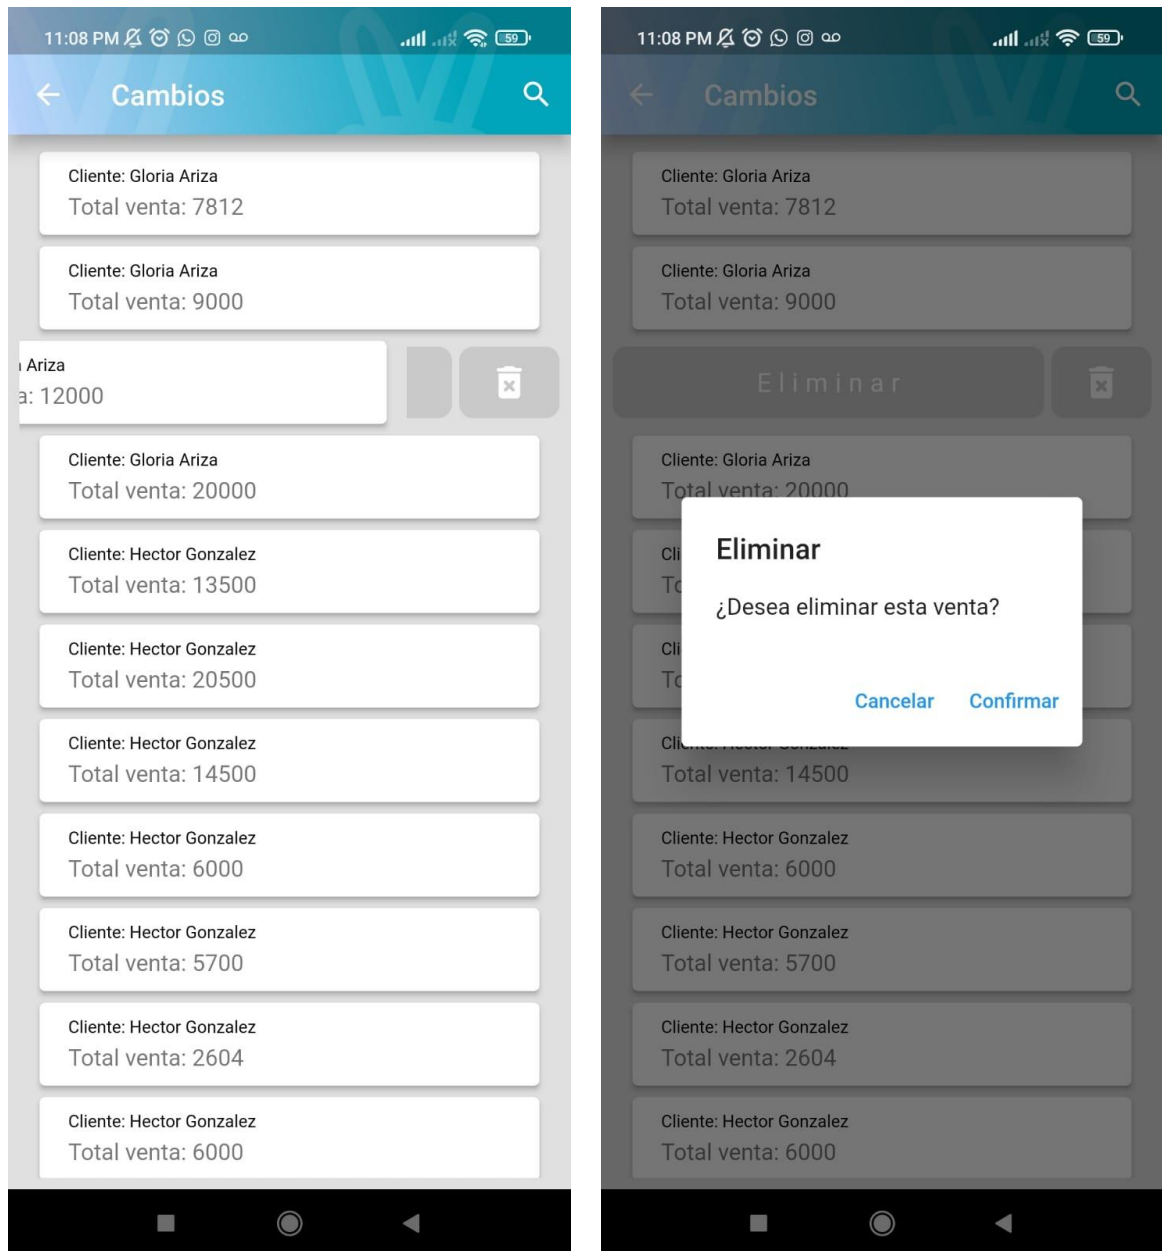 11:08 PM
59
Cambios
Cliente: Gloria Ariza
Total venta: 7812
Cliente: Gloria Ariza
Total venta: 9000
Ariza
a: 12000
Cliente: Gloria Ariza
Total venta: 20000
Cliente: Hector Gonzalez
Total venta: 13500
Cliente: Hector Gonzalez
Total venta: 20500
Cliente: Hector Gonzalez
Total venta: 14500
Cliente: Hector Gonzalez
Total venta: 6000
Cliente: Hector Gonzalez
Total venta: 5700
Cliente: Hector Gonzalez
Total venta: 2604
Cliente: Hector Gonzalez
Total venta: 6000
11:08 PM
59
Cambios
Cliente: Gloria Ariza
Total venta: 7812
Cliente: Gloria Ariza
Total venta: 9000
Eliminar
Cliente: Gloria Ariza
Total venta: 20000
Eliminar
¿Desea eliminar esta venta?
Cancelar Confirmar
Total venta: 14500
Cliente: Hector Gonzalez
Total venta: 6000
Cliente: Hector Gonzalez
Total venta: 5700
Cliente: Hector Gonzalez
Total venta: 2604
Cliente: Hector Gonzalez
Total venta: 6000